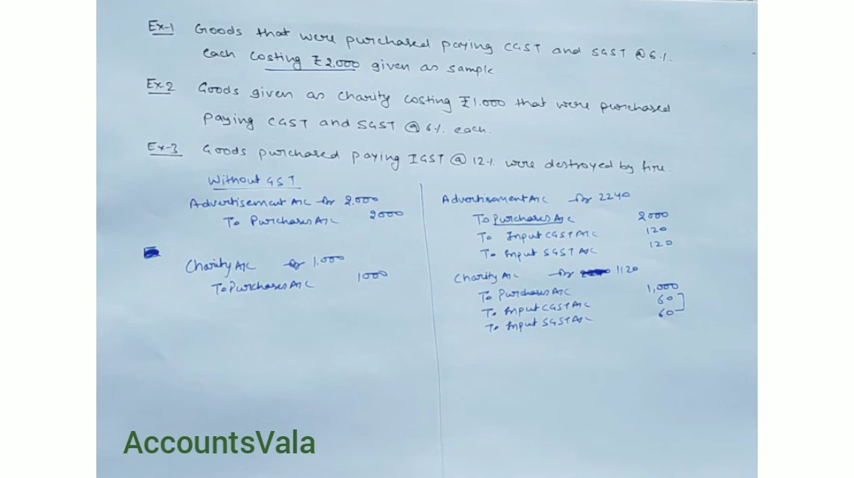 Ex-1 Goods that were purchased paying CGST and SGST @ 6%.
Each costing ₹2,000 given as sample
Ex-2 Goods given as charity costing ₹1,000 that were purchased
paying CGST and SGST @ 6% each.
Ex-3 Goods purchased paying IGST @ 12% were destroyed by fire.
Without GST
Advertisement A/c Dr 2,000
To Purchases A/c 2000
Charity A/c Dr 1,000
To Purchases A/c 1000
Advertisement A/c Dr 2240
To Purchases A/c 2000
To Input CGST A/c 120
To Input SGST A/c 120
Charity A/c Dr 1120
To Purchases A/c 1,000
To Input CGST A/c 60
To Input SGST A/c 60
AccountsVala